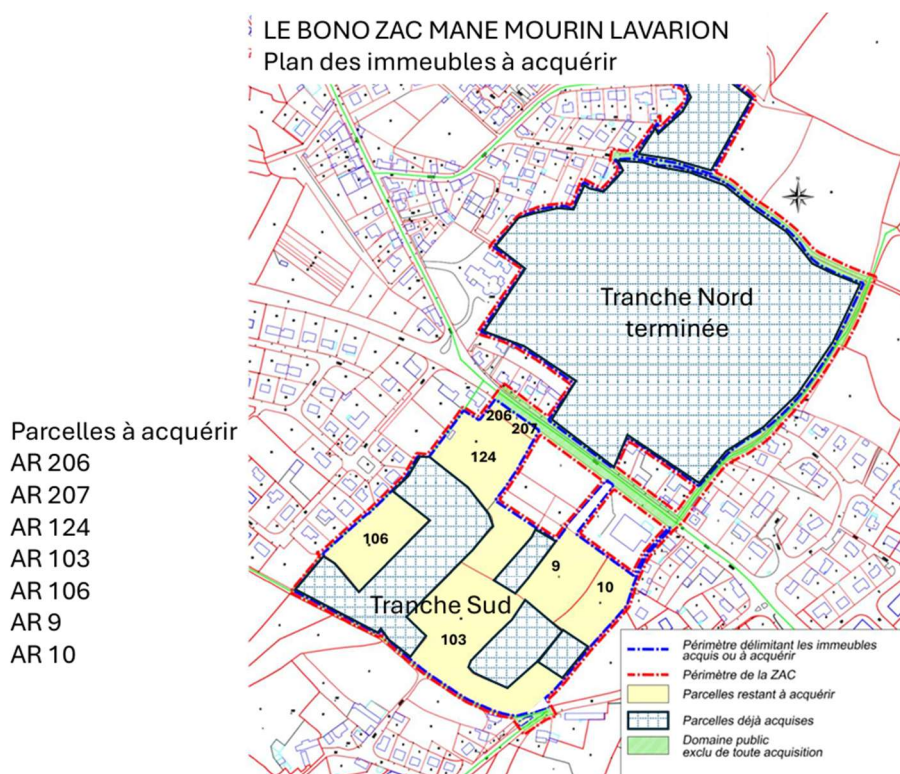 LE BONO ZAC MANE MOURIN LAVARION
Plan des immeubles à acquérir
Tranche Nord
terminée
Parcelles à acquérir
AR 206
AR 207
AR 124
AR 103
AR 106
AR 9
AR 10
206
207
124
106
9
10
Tranche Sud
103
Périmètre délimitant les immeubles
acquis ou à acquérir
Périmètre de la ZAC
Parcelles restant à acquérir
Parcelles déjà acquises
Domaine public
exclu de toute acquisition